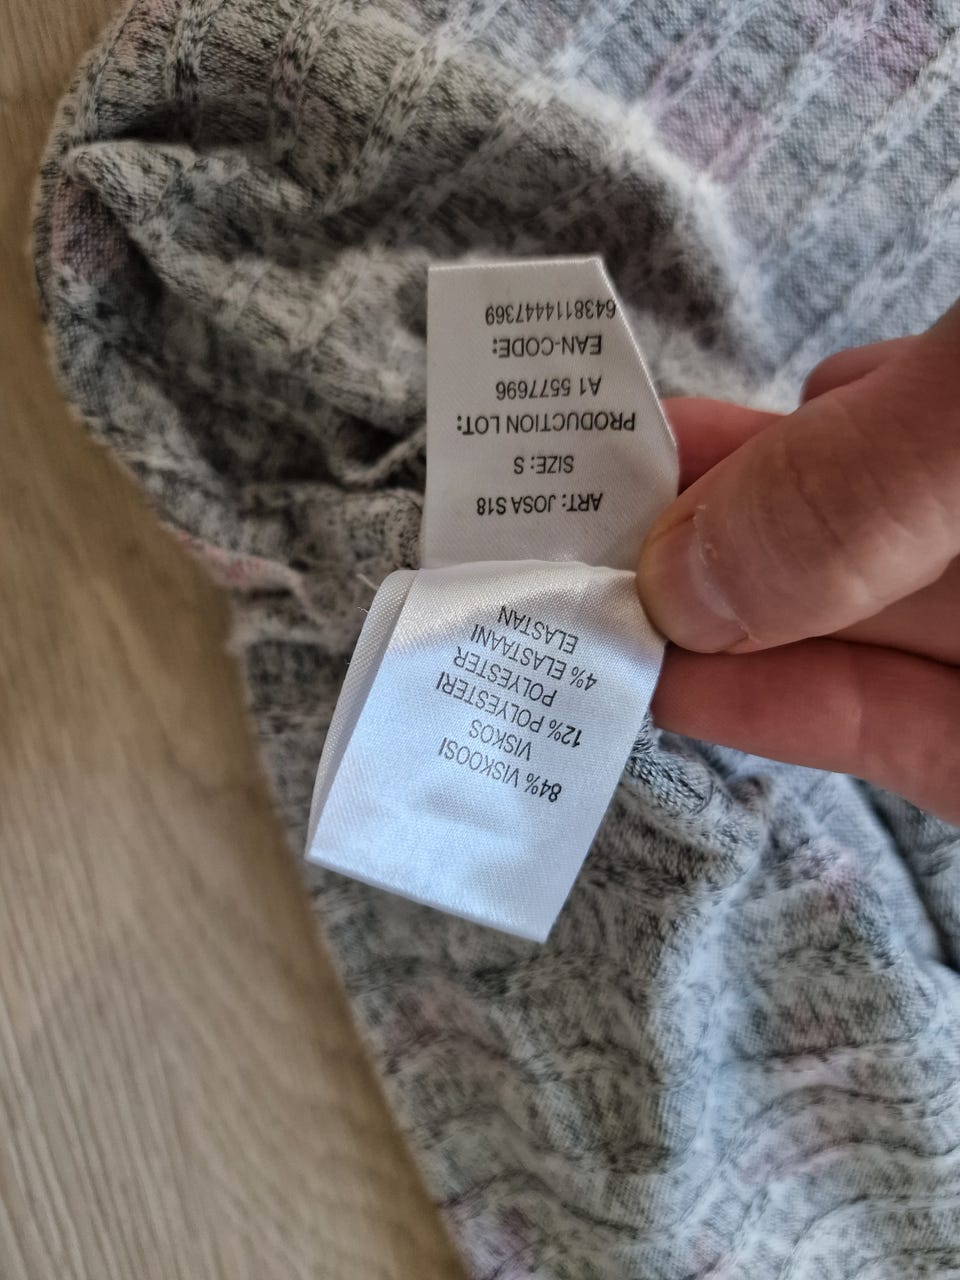 ART: JOSA S18
SIZE: S
PRODUCTION LOT:
A1 5577696
EAN-CODE:
6438111447369
84% VISKOOSI
VISKOS
12% POLYESTERI
POLYESTER
4% ELASTAANI
ELASTAN